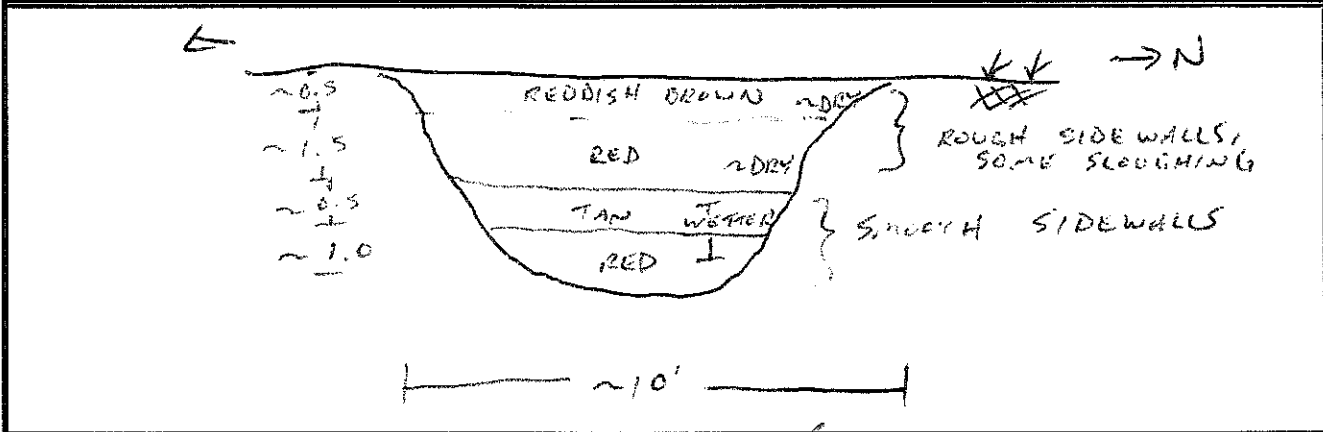 N
~0.5 REDDISH BROWN ~DRY
~1.5 RED ~DRY
ROUGH SIDEWALLS,
SOME SLOUGHING
~0.5 TAN WETTER
SMOOTH SIDEWALLS
~1.0 RED
~10'